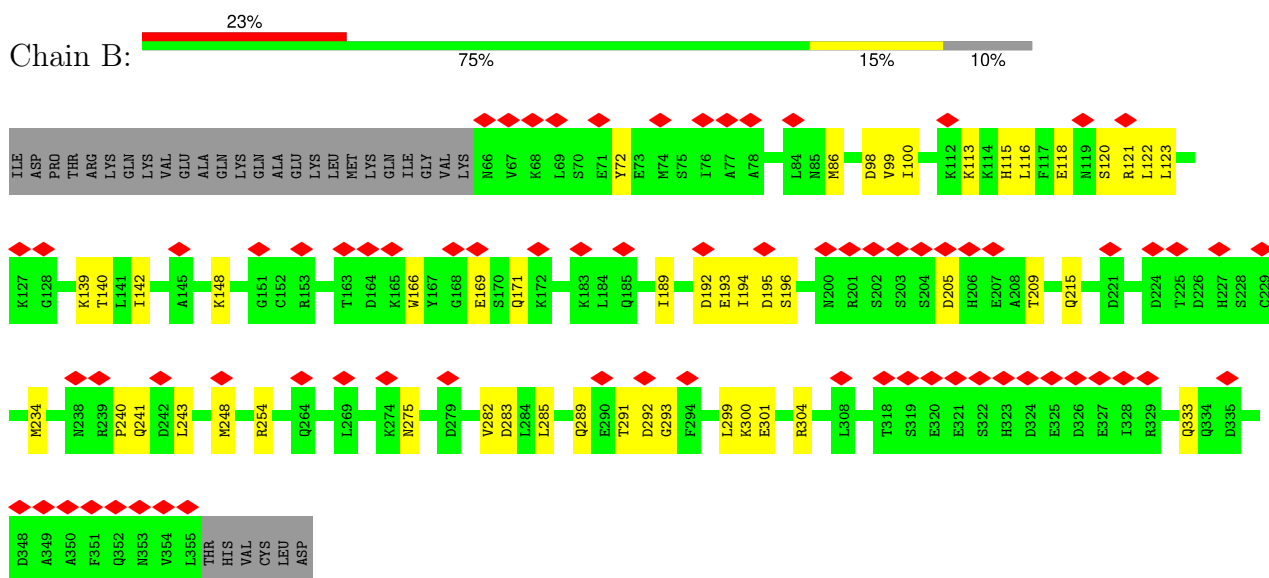 23%
Chain B:
75% 15% 10%
ILE ASP PRO THR ARG LYS GLN GLN LYS VAL GLU ALA GLN LYS GLN ALA GLU LYS LEU MET LYS GLN ILE GLY VAL LYS N66 V67 K68 L69 S70 E71 Y72 E73 M74 S75 I76 A77 A78 L84 N85 M86 D98 V99 I100 K112 K113 K114 H115 L116 F117 E118 N119 S120 R121 L122 L123
K127 G128 K139 T140 L141 I142 A145 K148 G151 C152 R153 T163 D164 K165 W166 Y167 G168 E169 S170 Q171 K172 K183 L184 Q185 I189 D192 E193 I194 D195 S196 N200 R201 S202 S203 S204 D205 H206 E207 A208 T209 Q215 D221 D224 T225 D226 H227 S228 C229
M234 N238 R239 P240 Q241 D242 L243 M248 R254 Q264 L269 K274 N275 D279 V282 D283 L284 L285 Q289 E290 T291 D292 G293 F294 L299 K300 E301 R304 L308 T318 S319 E320 E321 S322 H323 D324 E325 D326 E327 I328 R329 Q333 Q334 D335
D348 A349 A350 F351 Q352 N353 V354 L355 THR HIS VAL CYS LEU ASP